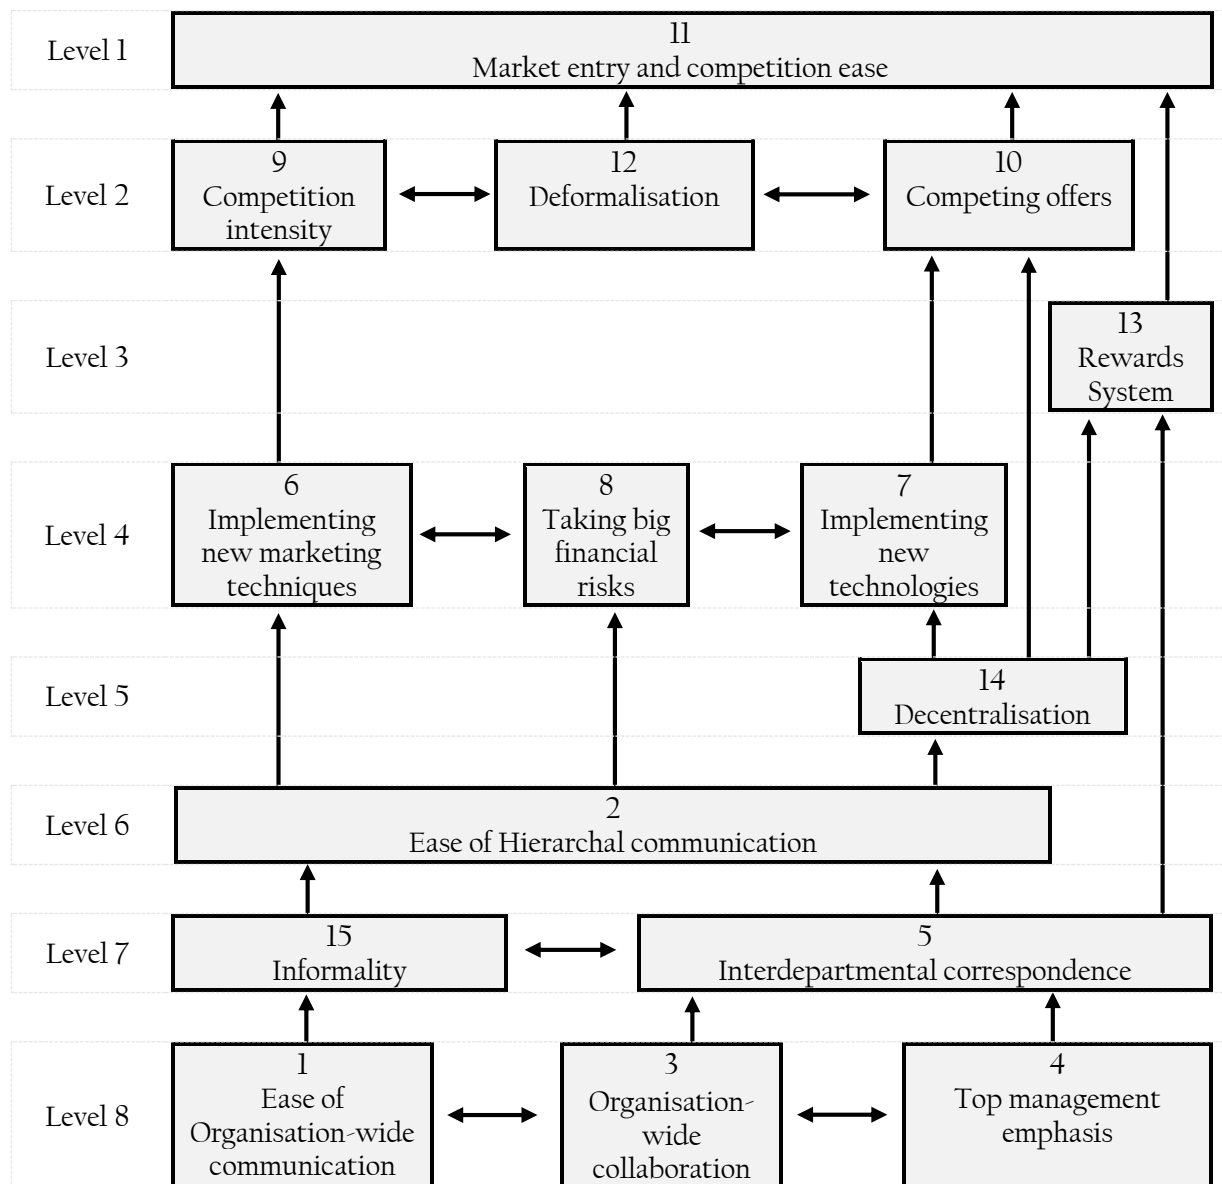 Level 1
11
Market entry and competition ease
Level 2
9
Competition
intensity
12
Deformalisation
10
Competing offers
Level 3
13
Rewards
System
Level 4
6
Implementing
new marketing
techniques
8
Taking big
financial
risks
7
Implementing
new
technologies
Level 5
14
Decentralisation
Level 6
2
Ease of Hierarchal communication
Level 7
15
Informality
5
Interdepartmental correspondence
Level 8
1
Ease of
Organisation-wide
communication
3
Organisation-
wide
collaboration
4
Top management
emphasis